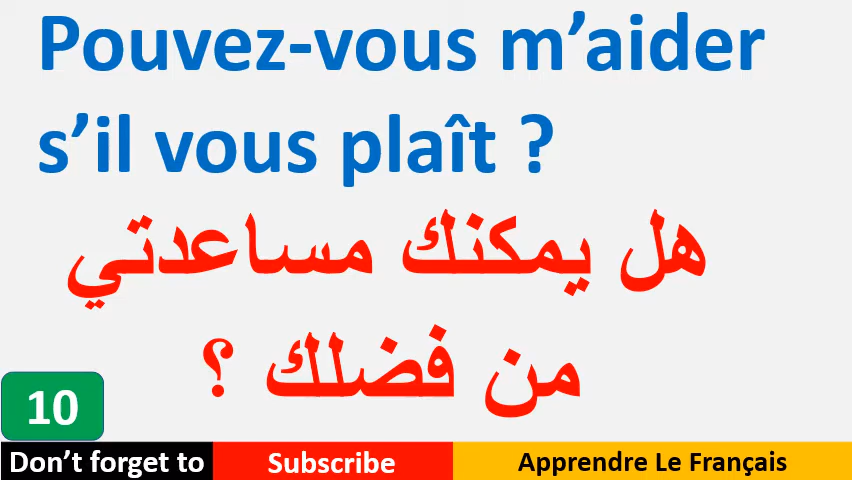 Pouvez-vous m’aider
s’il vous plaît ?
هل يمكنك مساعدتي
من فضلك ؟
10
Don’t forget to Subscribe Apprendre Le Français